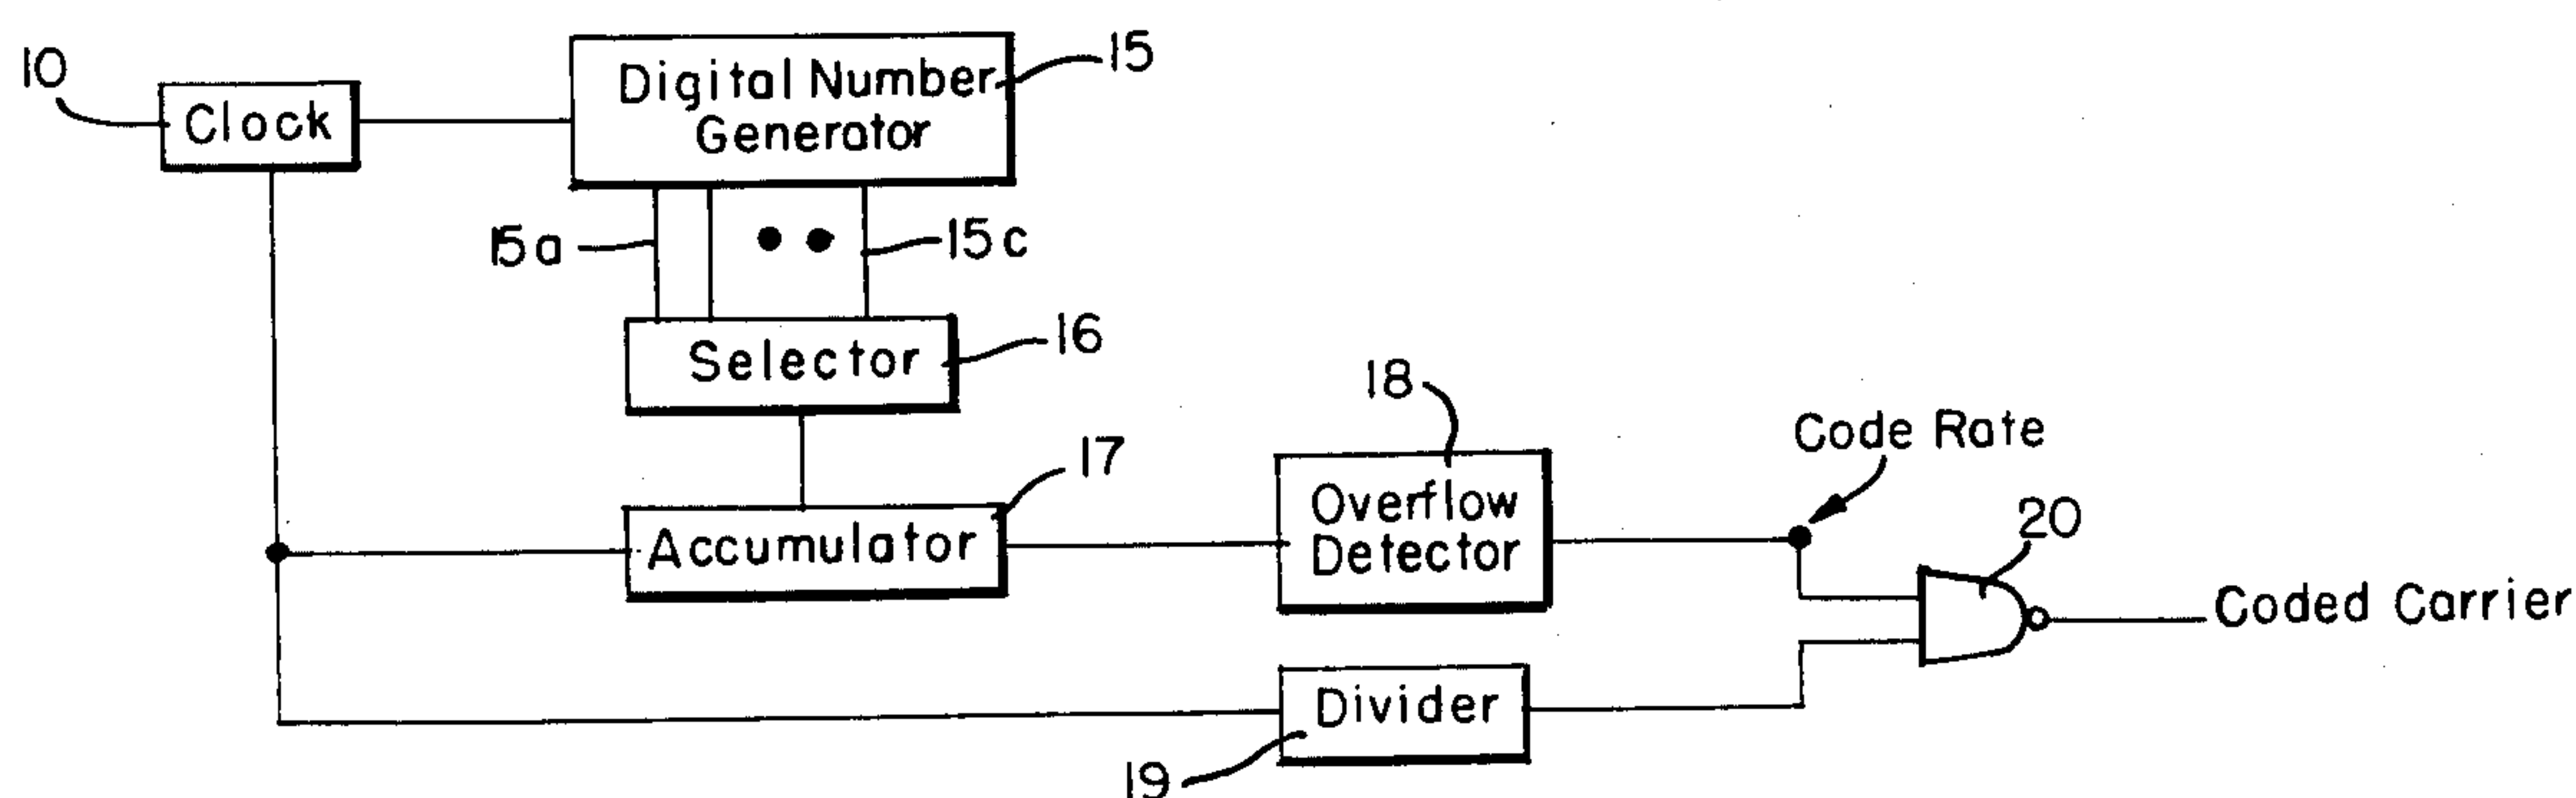 10
Clock
Digital Number
Generator
15
15a
15c
Selector
16
17
Accumulator
18
Overflow
Detector
Code Rate
20
Coded Carrier
Divider
19